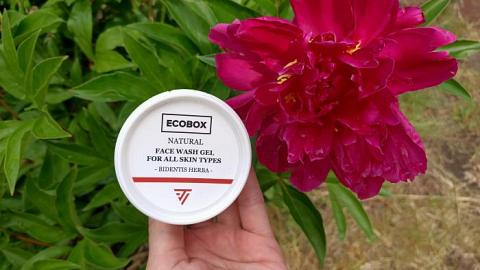 ECOBOX
NATURAL
FACE WASH GEL
FOR ALL SKIN TYPES
- BIDENTIS HERBA -